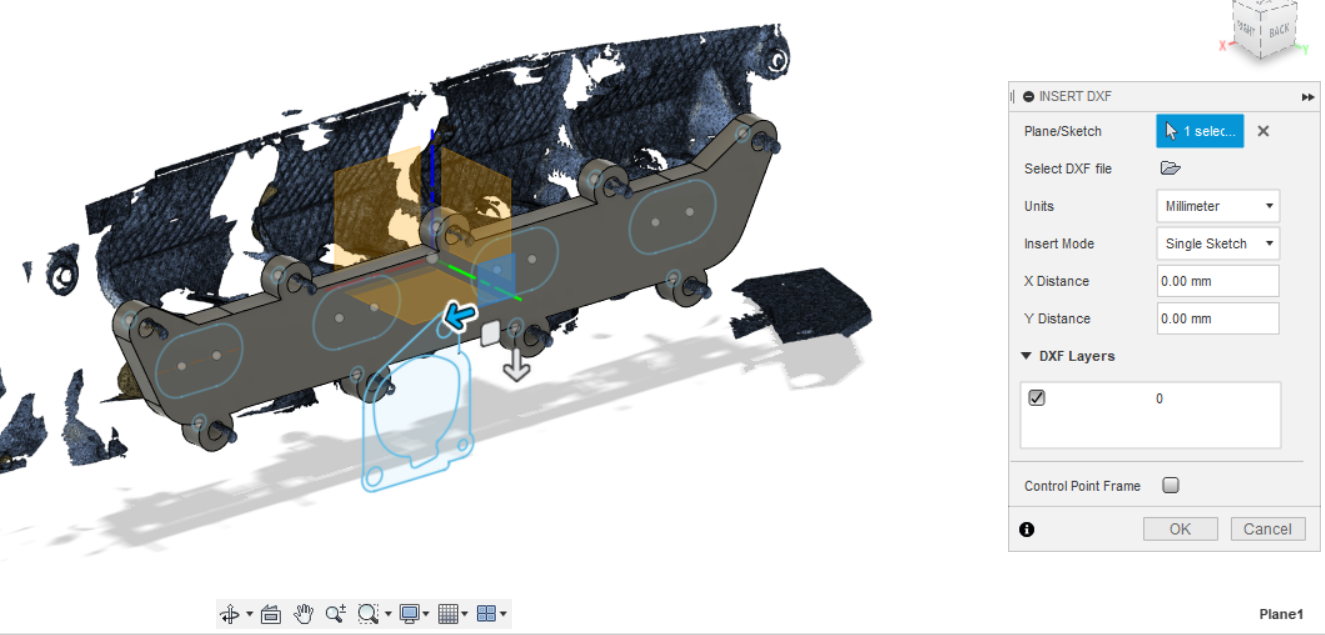 RIGHT
BACK
X
Y
INSERT DXF
Plane/Sketch
1 selec...
Select DXF file
Units
Millimeter
Insert Mode
Single Sketch
X Distance
0.00 mm
Y Distance
0.00 mm
DXF Layers
0
Control Point Frame
OK
Cancel
Plane1